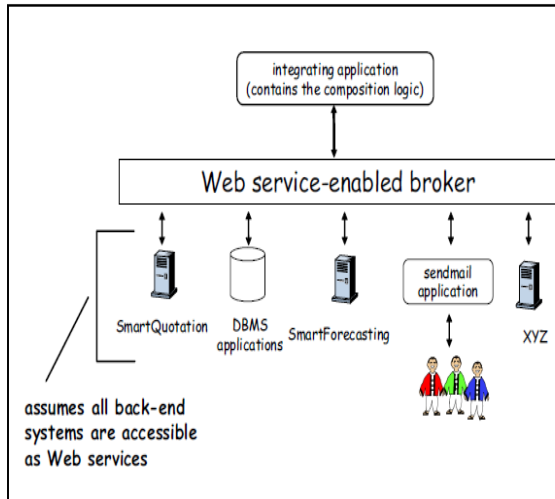 integrating application
(contains the composition logic)
Web service-enabled broker
SmartQuotation
DBMS
applications
SmartForecasting
sendmail
application
XYZ
assumes all back-end
systems are accessible
as Web services